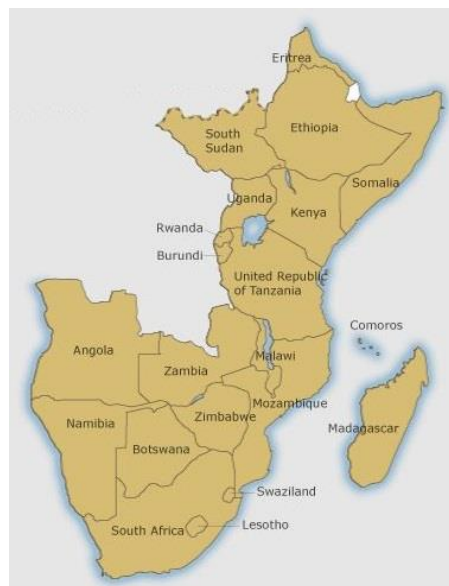 Eritrea
Ethiopia
South
Sudan
Somalia
Uganda
Kenya
Rwanda
Burundi
United Republic
of Tanzania
Comoros
Angola
Malawi
Zambia
Mozambique
Zimbabwe
Namibia
Madagascar
Botswana
Swaziland
Lesotho
South Africa